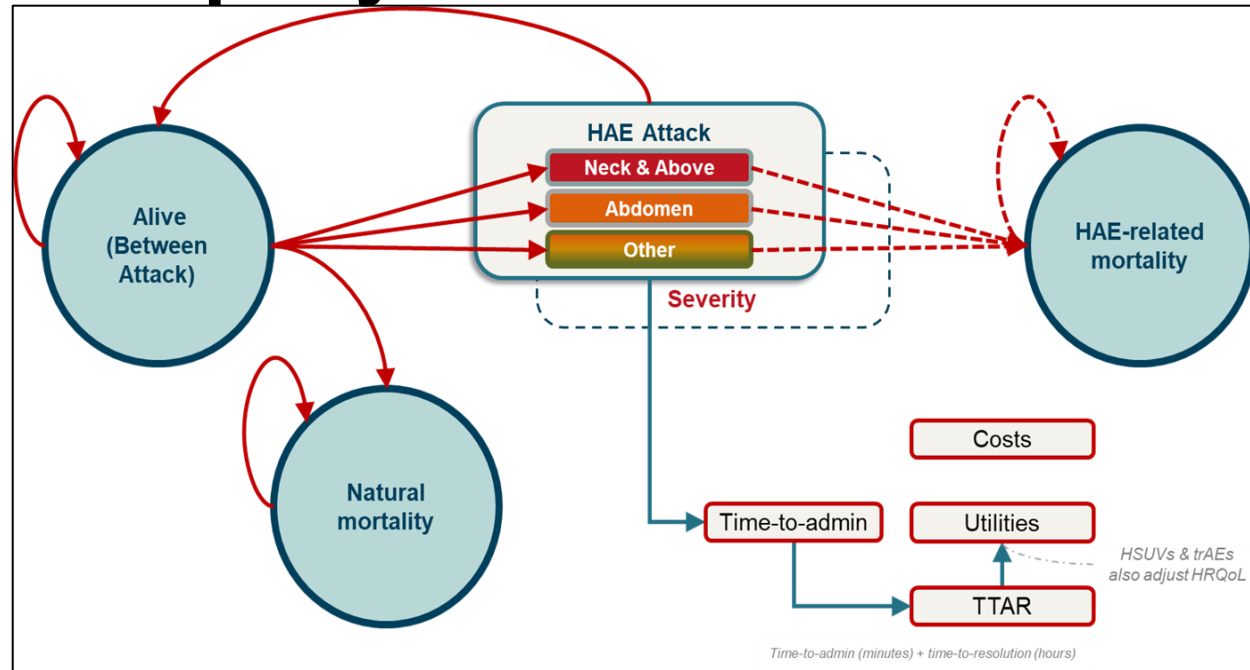 HAE Attack
Neck & Above
Abdomen
Other
Severity
Alive
(Between
Attack)
HAE-related
mortality
Natural
mortality
Costs
Time-to-admin
Utilities
HSUVs & trAEs
also adjust HRQoL
TTAR
Time-to-admin (minutes) + time-to-resolution (hours)